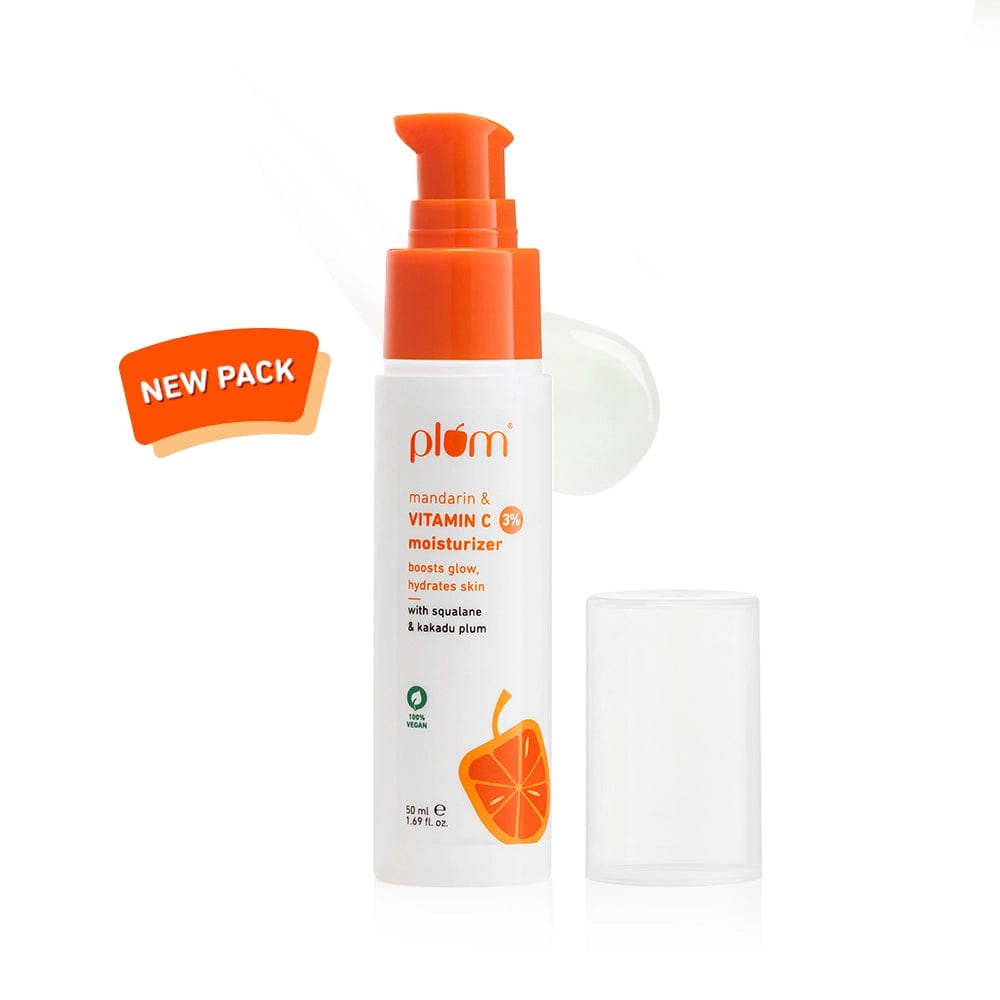 NEW PACK
plum®
mandarin &
VITAMIN C 3%
moisturizer
boosts glow,
hydrates skin
with squalane
& kakadu plum
100%
VEGAN
50 ml ℮
1.69 fl. oz.